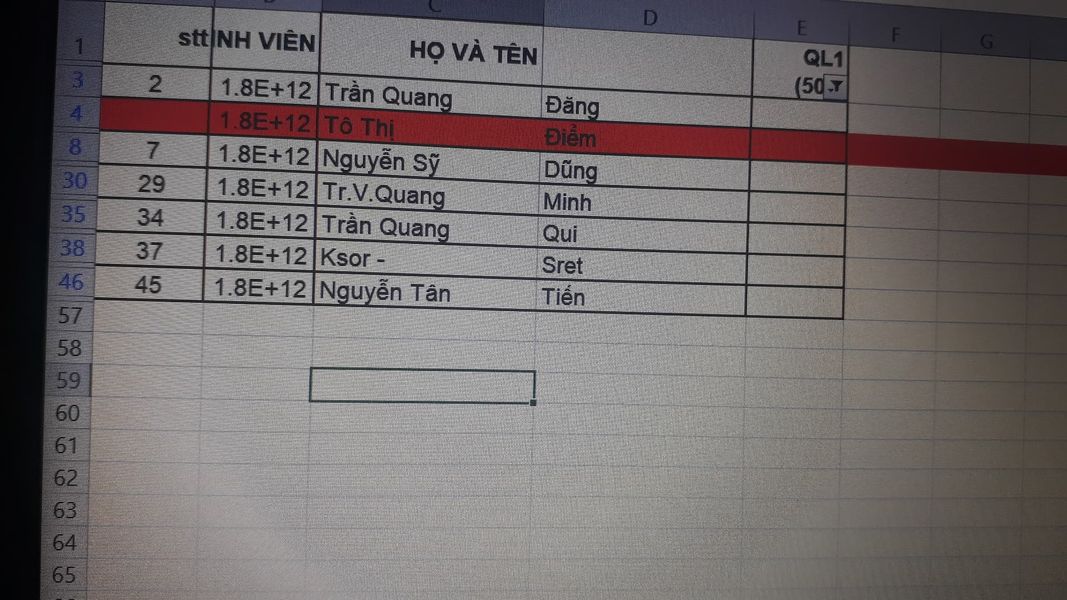 C D E F G
1 stt NH VIÊN HỌ VÀ TÊN QL1
(50
3 2 1.8E+12 Trần Quang Đăng
4 1.8E+12 Tô Thị Điểm
8 7 1.8E+12 Nguyễn Sỹ Dũng
30 29 1.8E+12 Tr.V.Quang Minh
35 34 1.8E+12 Trần Quang Qui
38 37 1.8E+12 Ksor - Sret
46 45 1.8E+12 Nguyễn Tân Tiến
57
58
59
60
61
62
63
64
65